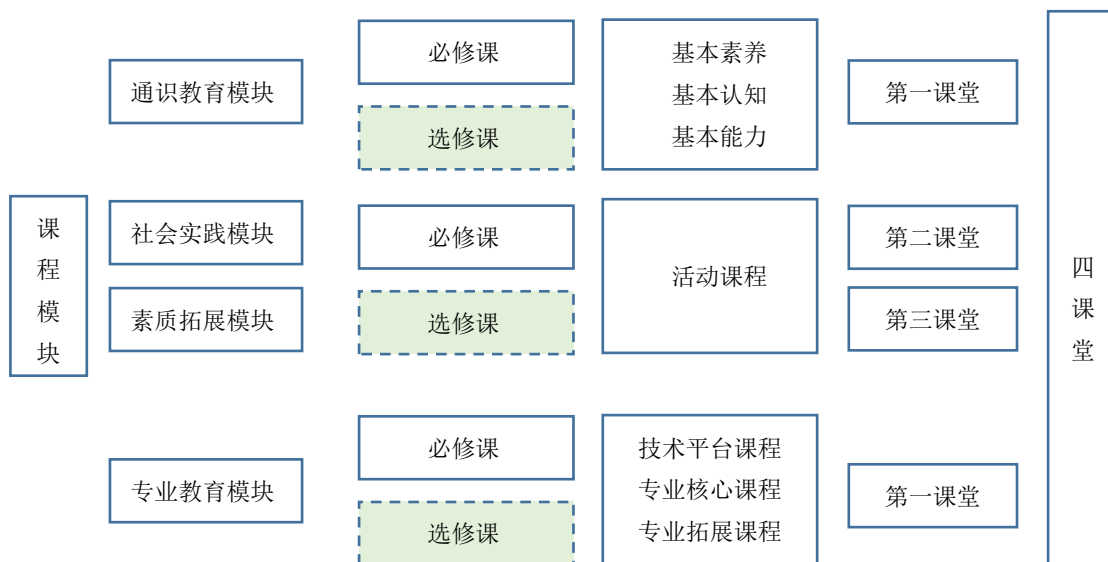 课程模块
通识教育模块
必修课
选修课
基本素养
基本认知
基本能力
第一课堂
社会实践模块
素质拓展模块
必修课
选修课
活动课程
第二课堂
第三课堂
专业教育模块
必修课
选修课
技术平台课程
专业核心课程
专业拓展课程
第一课堂
四课堂